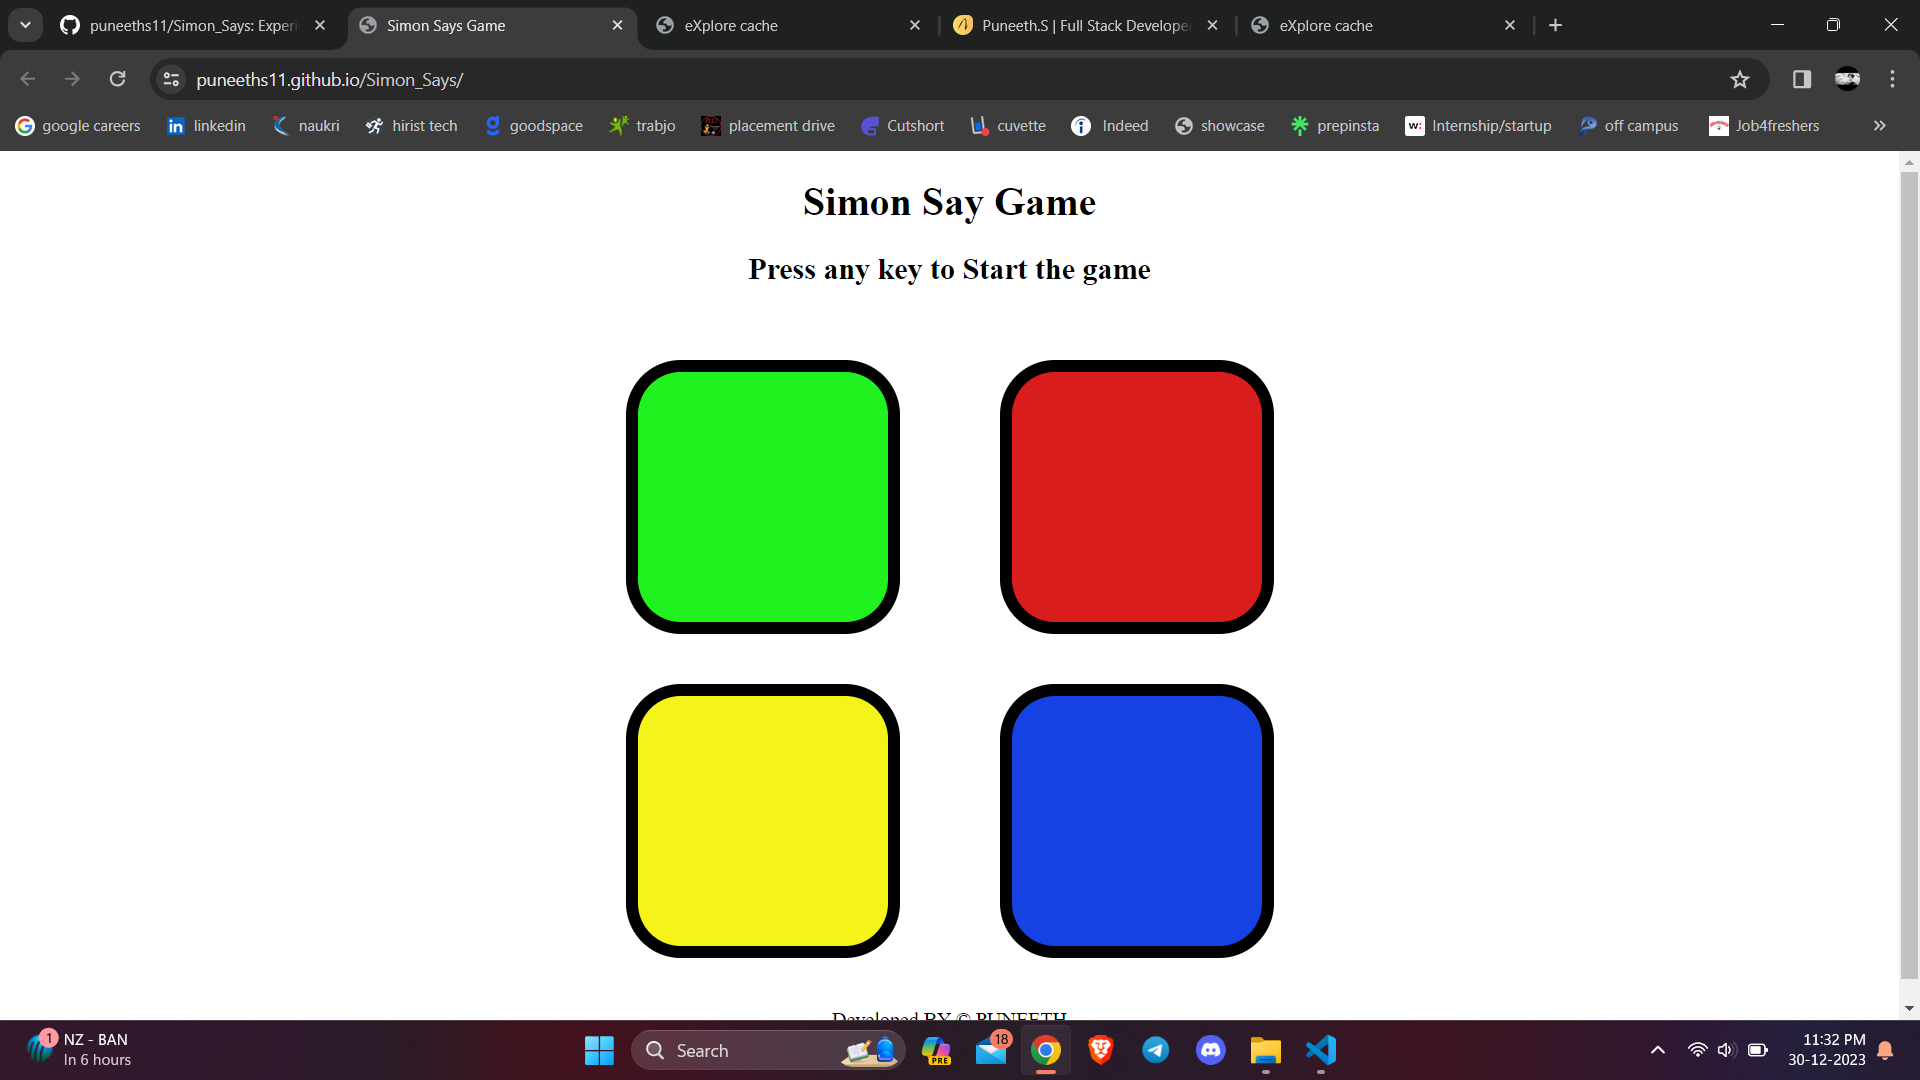 puneeths11/Simon_Says: Experi
Simon Says Game
eXplore cache
Puneeth.S | Full Stack Develope
eXplore cache
puneeths11.github.io/Simon_Says/
google careers
linkedin
naukri
hirist tech
goodspace
trabjo
placement drive
Cutshort
cuvette
Indeed
showcase
prepinsta
w:
Internship/startup
off campus
Job4freshers
Simon Say Game
Press any key to Start the game
Developed BY © PUNEETH
1
NZ - BAN
In 6 hours
Search
PRE
18
11:32 PM
30-12-2023